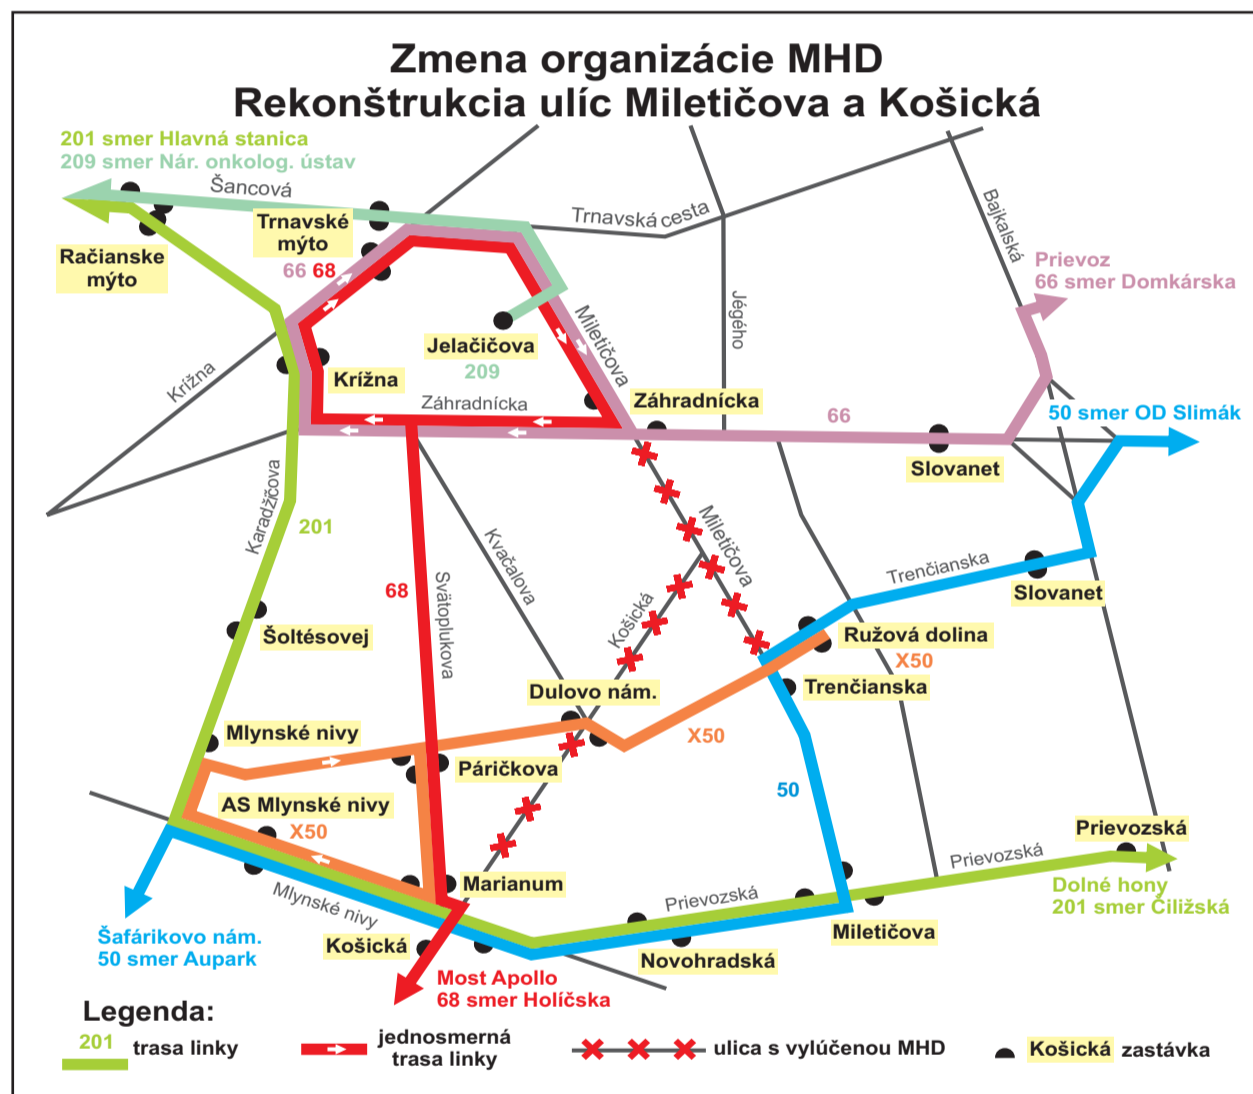 Zmena organizácie MHD
Rekonštrukcia ulíc Miletičova a Košická
201 smer Hlavná stanica
209 smer Nár. onkolog. ústav
Šancová
Trnavská cesta
Bajkalská
Trnavské
mýto
66 68
Račianske
mýto
Prievoz
66 smer Domkárska
Jégého
Miletičova
Jelačičova
209
Krížna
Krížna
Záhradnícka
Záhradnícka
66
50 smer OD Slimák
Slovanet
Karadžičova
201
Kvačalova
Miletičova
Trenčianska
Slovanet
68
Svätoplukova
Košická
Šoltésovej
Ružová dolina
X50
Dulovo nám.
Trenčianska
Mlynské nivy
X50
Páričkova
50
AS Mlynské nivy
X50
Prievozská
Prievozská
Marianum
Mlynské nivy
Prievozská
Dolné hony
201 smer Čiližská
Miletičova
Košická
Novohradská
Šafárikovo nám.
50 smer Aupark
Most Apollo
68 smer Holíčska
Legenda:
201 trasa linky
jednosmerná
trasa linky
ulica s vylúčenou MHD
Košická zastávka